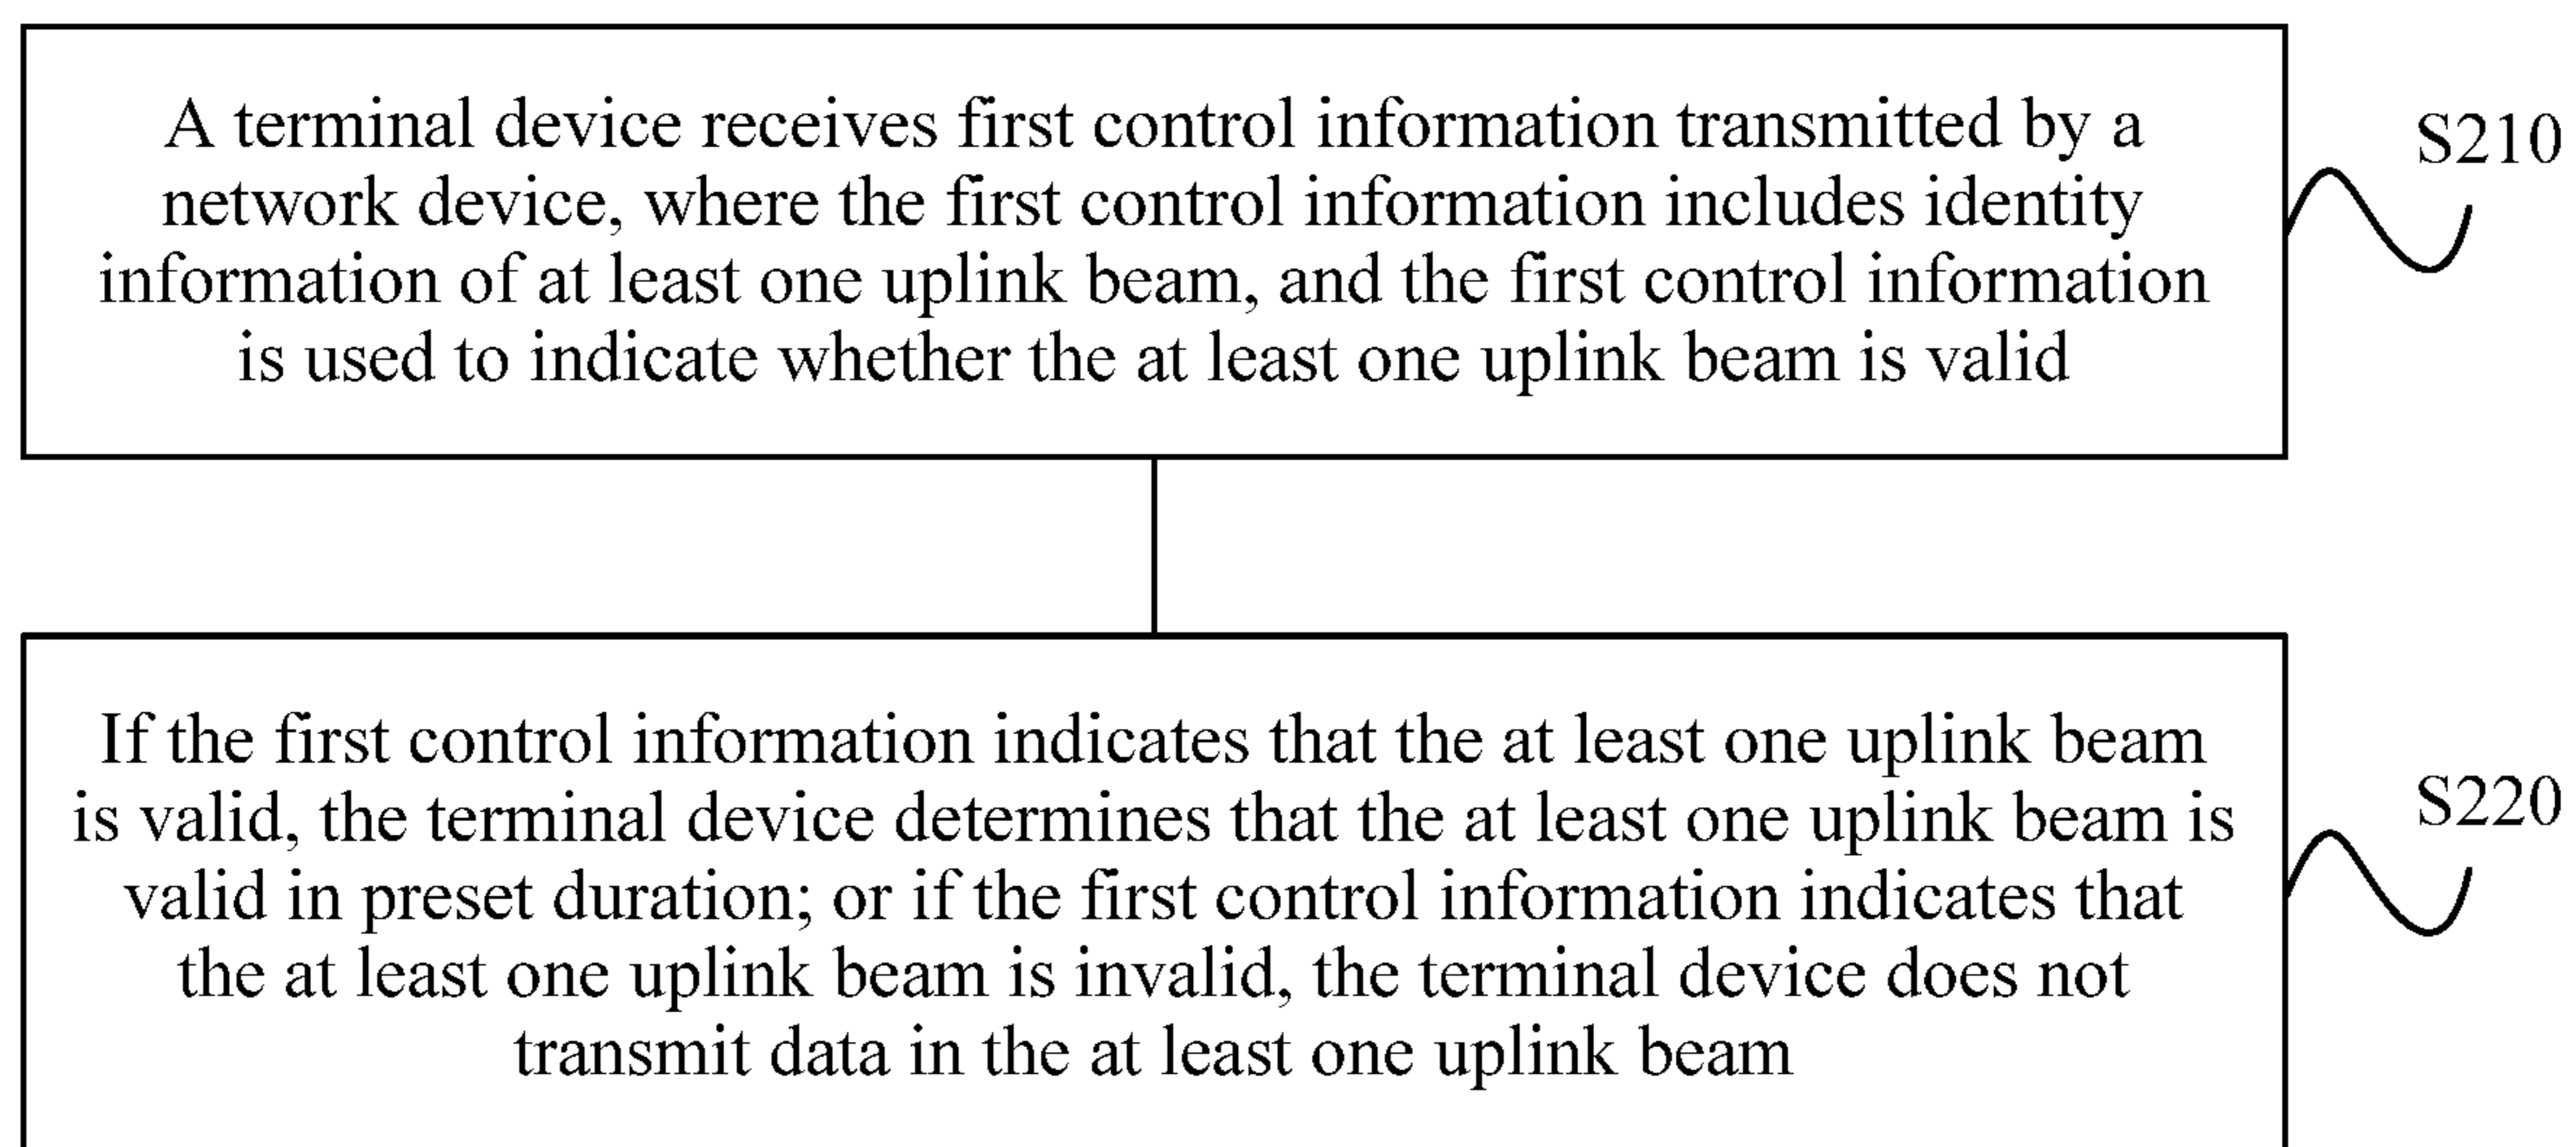 A terminal device receives first control information transmitted by a
network device, where the first control information includes identity
information of at least one uplink beam, and the first control information
is used to indicate whether the at least one uplink beam is valid
S210
If the first control information indicates that the at least one uplink beam
is valid, the terminal device determines that the at least one uplink beam is
valid in preset duration; or if the first control information indicates that
the at least one uplink beam is invalid, the terminal device does not
transmit data in the at least one uplink beam
S220